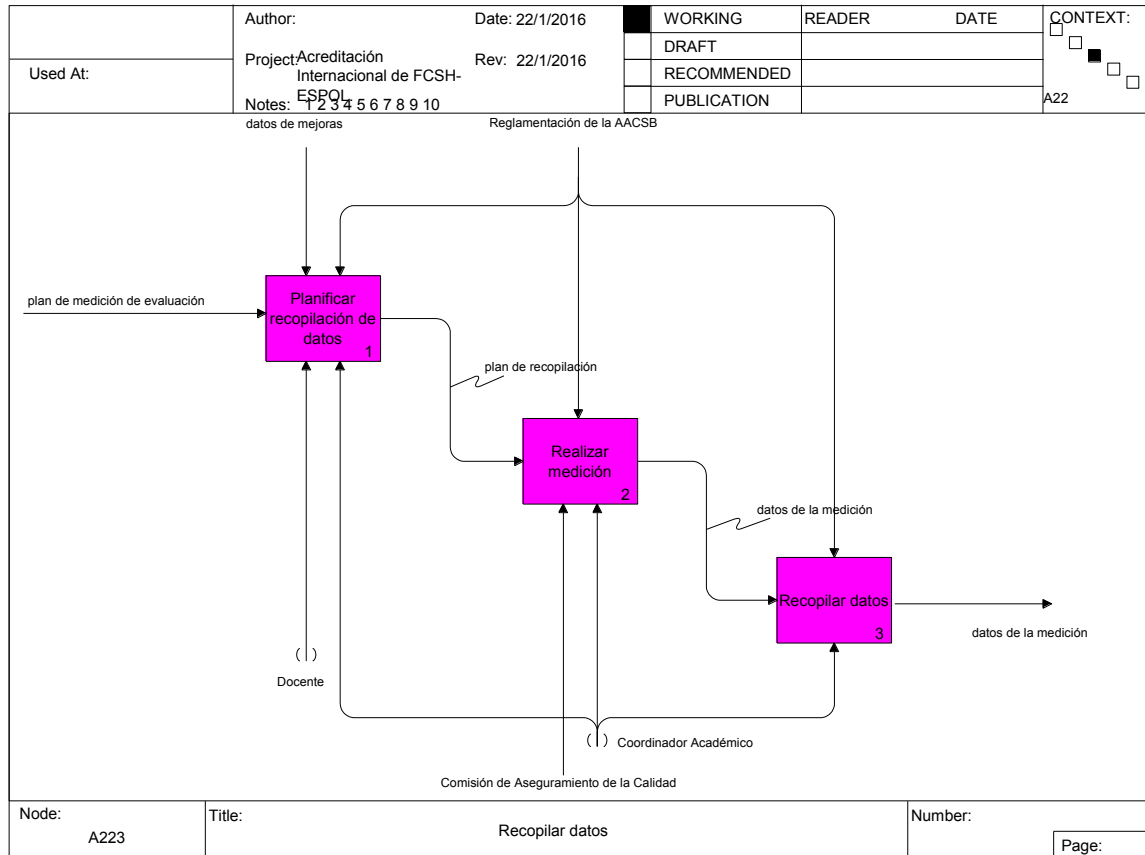 Used At:
Author:
Date: 22/1/2016
Project: Acreditación
Internacional de FCSH-
ESPOL
Rev: 22/1/2016
Notes: 1 2 3 4 5 6 7 8 9 10
WORKING
DRAFT
RECOMMENDED
PUBLICATION
READER
DATE
CONTEXT:
A22
datos de mejoras
Reglamentación de la AACSB
plan de medición de evaluación
Planificar
recopilación de
datos
1
plan de recopilación
Realizar
medición
2
datos de la medición
Recopilar datos
3
datos de la medición
Docente
Coordinador Académico
Comisión de Aseguramiento de la Calidad
Node:
A223
Title:
Recopilar datos
Number:
Page: